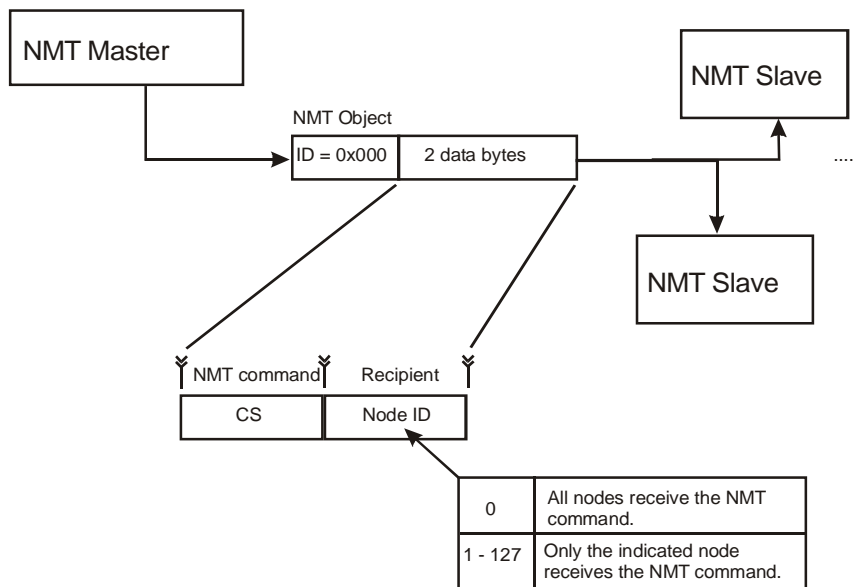 NMT Master
NMT Slave
NMT Object
ID = 0x000
2 data bytes
....
NMT Slave
NMT command
Recipient
CS
Node ID
0
All nodes receive the NMT
command.
1 - 127
Only the indicated node
receives the NMT command.